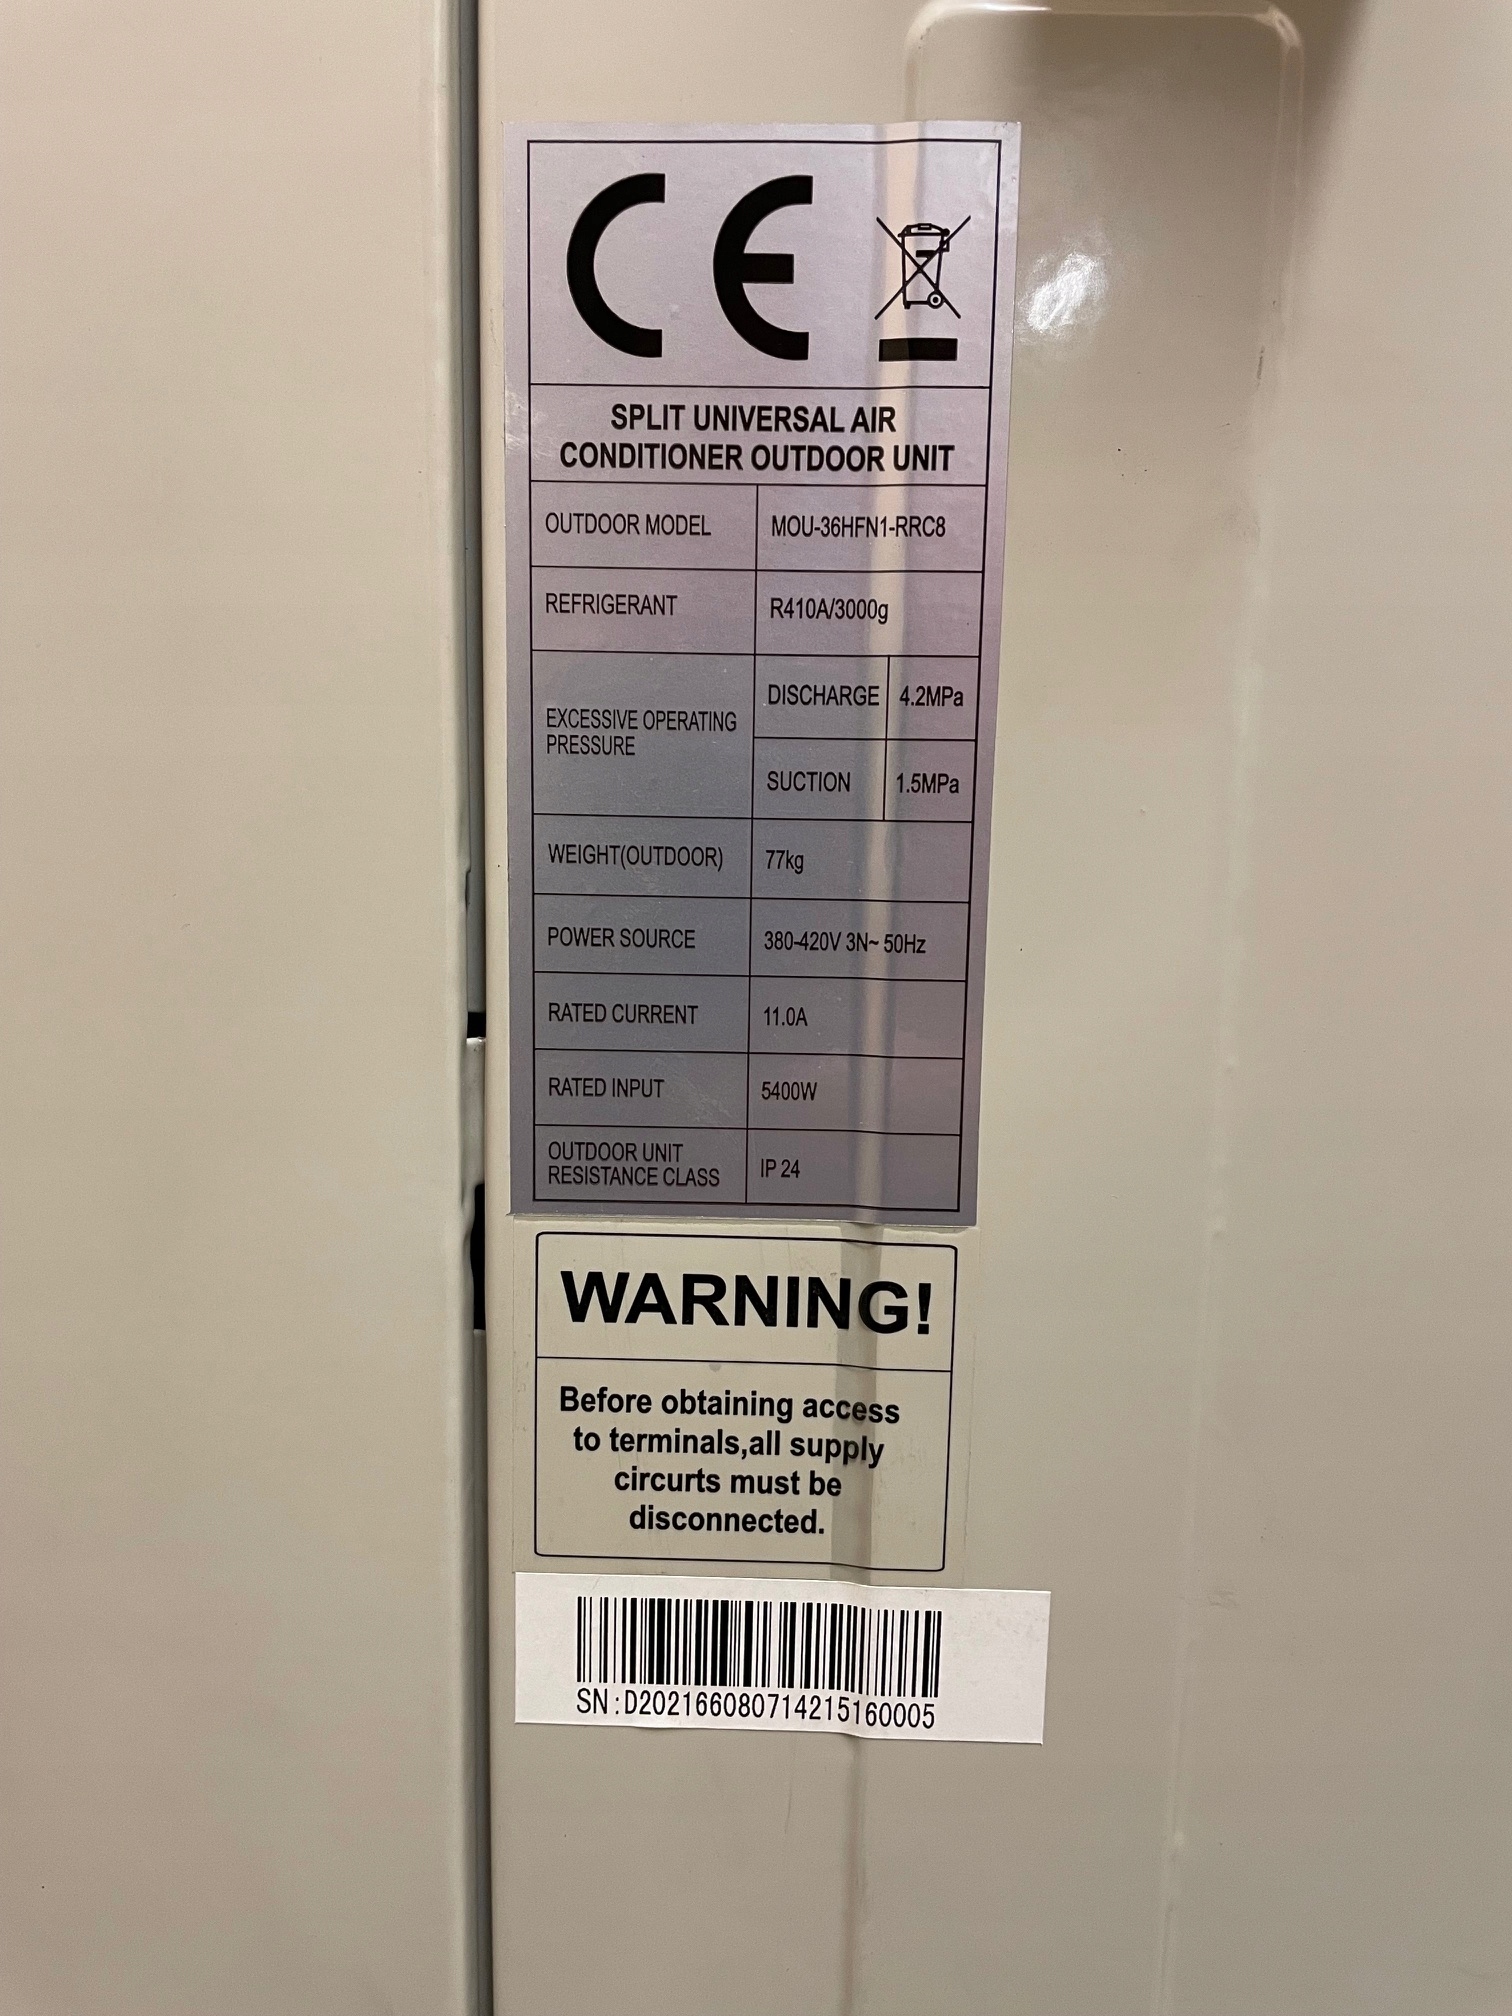 CE
SPLIT UNIVERSAL AIR
CONDITIONER OUTDOOR UNIT
OUTDOOR MODEL MOU-36HFN1-RRC8
REFRIGERANT R410A/3000g
EXCESSIVE OPERATING
PRESSURE
DISCHARGE 4.2MPa
SUCTION 1.5MPa
WEIGHT(OUTDOOR) 77kg
POWER SOURCE 380-420V 3N~ 50Hz
RATED CURRENT 11.0A
RATED INPUT 5400W
OUTDOOR UNIT
RESISTANCE CLASS
IP 24
WARNING!
Before obtaining access
to terminals,all supply
circurts must be
disconnected.
SN:D202166080714215160005